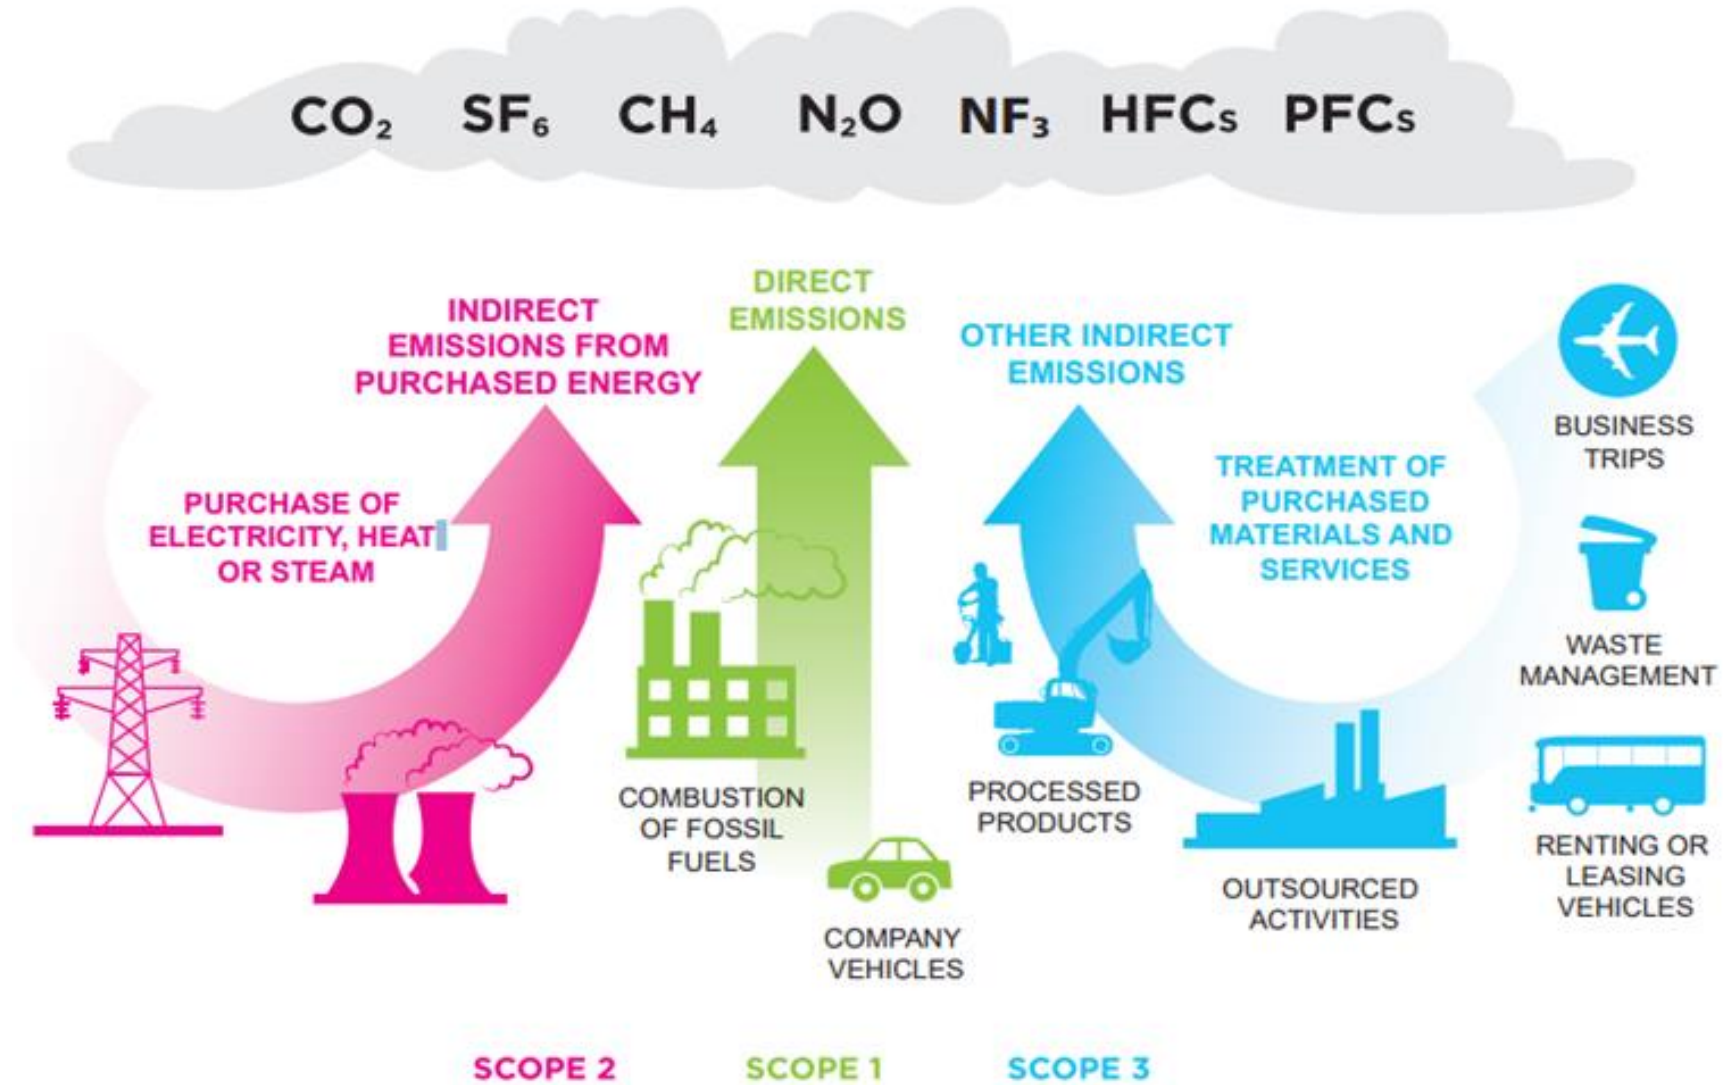 CO₂ SF₆ CH₄ N₂O NF₃ HFCs PFCs
INDIRECT
EMISSIONS FROM
PURCHASED ENERGY
PURCHASE OF
ELECTRICITY, HEAT
OR STEAM
DIRECT
EMISSIONS
COMBUSTION
OF FOSSIL
FUELS
COMPANY
VEHICLES
OTHER INDIRECT
EMISSIONS
TREATMENT OF
PURCHASED
MATERIALS AND
SERVICES
PROCESSED
PRODUCTS
OUTSOURCED
ACTIVITIES
BUSINESS
TRIPS
WASTE
MANAGEMENT
RENTING OR
LEASING
VEHICLES
SCOPE 2 SCOPE 1 SCOPE 3